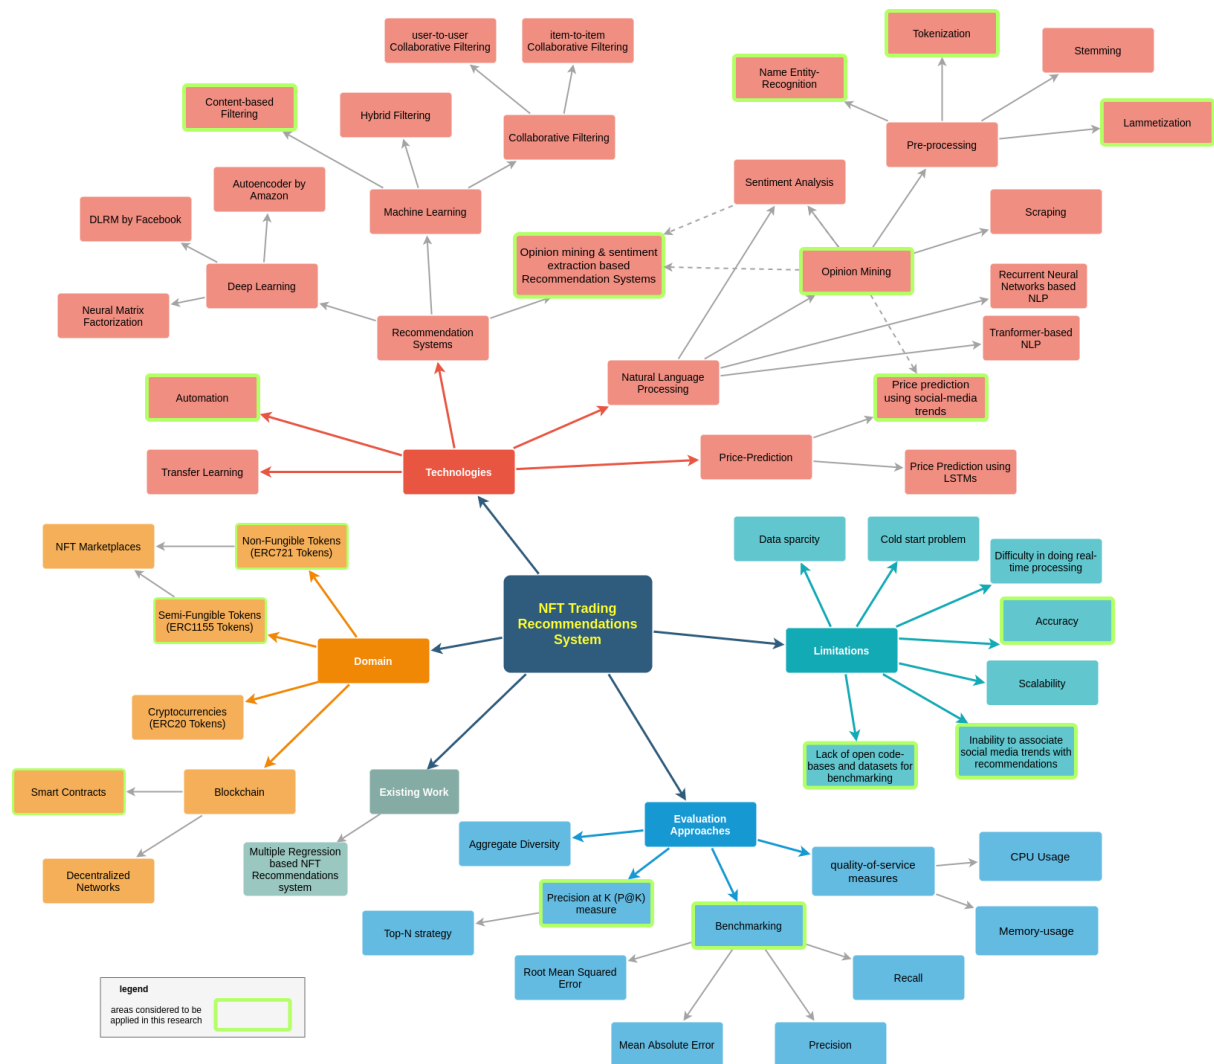 user-to-user
Collaborative Filtering
item-to-item
Collaborative Filtering
Tokenization
Stemming
Name Entity-
Recognition
Content-based
Filtering
Hybrid Filtering
Collaborative Filtering
Lammetization
Pre-processing
Sentiment Analysis
Autoencoder by
Amazon
Machine Learning
DLRM by Facebook
Scraping
Opinion mining & sentiment
extraction based
Recommendation Systems
Opinion Mining
Deep Learning
Recurrent Neural
Networks based
NLP
Neural Matrix
Factorization
Recommendation
Systems
Tranformer-based
NLP
Natural Language
Processing
Automation
Price prediction
using social-media
trends
Price-Prediction
Transfer Learning
Technologies
Price Prediction using
LSTMs
NFT Marketplaces
Non-Fungible Tokens
(ERC721 Tokens)
Data sparcity
Cold start problem
Difficulty in doing real-
time processing
Semi-Fungible Tokens
(ERC1155 Tokens)
NFT Trading
Recommendations
System
Accuracy
Domain
Limitations
Scalability
Cryptocurrencies
(ERC20 Tokens)
Inability to associate
social media trends with
recommendations
Lack of open code-
bases and datasets for
benchmarking
Smart Contracts
Blockchain
Existing Work
Evaluation
Approaches
Aggregate Diversity
Multiple Regression
based NFT
Recommendations
system
quality-of-service
measures
CPU Usage
Decentralized
Networks
Precision at K (P@K)
measure
Top-N strategy
Benchmarking
Memory-usage
Root Mean Squared
Error
Recall
legend
areas considered to be
applied in this research
Mean Absolute Error
Precision